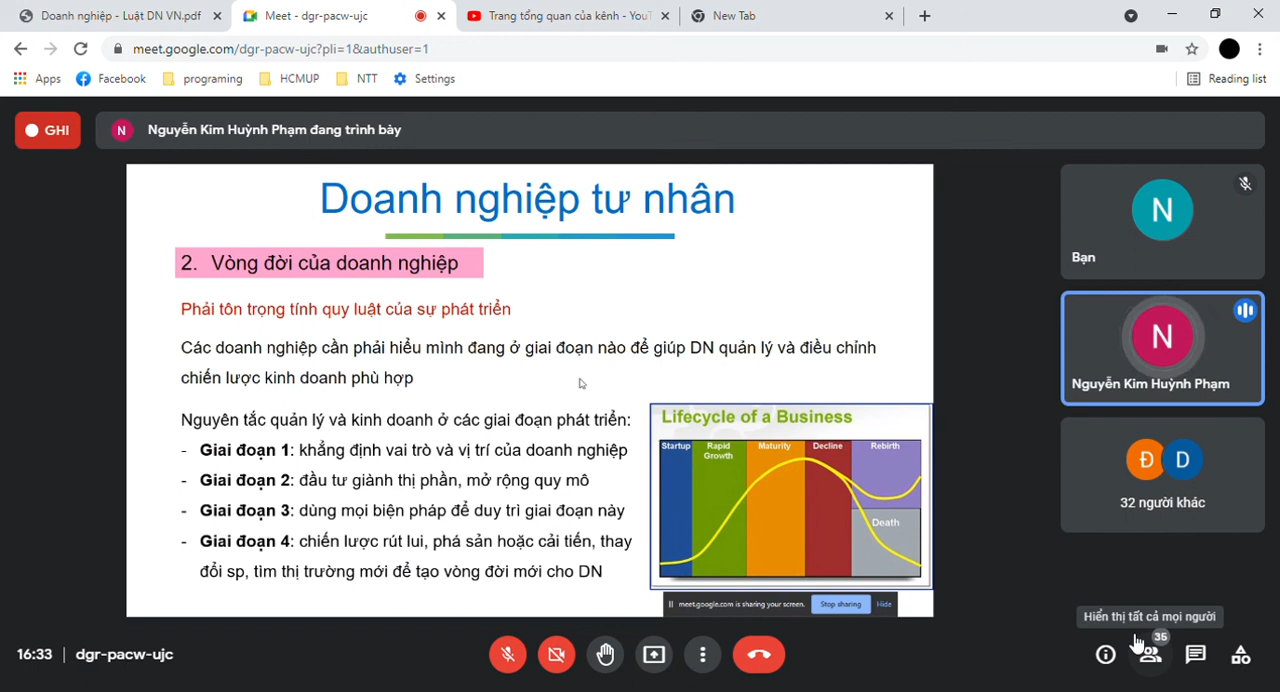 Doanh nghiệp - Luật DN VN.pdf
Meet - dgr-pacw-ujc
Trang tổng quan của kênh - YouT
New Tab
meet.google.com/dgr-pacw-ujc?pli=1&authuser=1
Apps
Facebook
programing
HCMUP
NTT
Settings
Reading list
GHI
N
Nguyễn Kim Huỳnh Phạm đang trình bày
Doanh nghiệp tư nhân
2. Vòng đời của doanh nghiệp
Phải tôn trọng tính quy luật của sự phát triển
Các doanh nghiệp cần phải hiểu mình đang ở giai đoạn nào để giúp DN quản lý và điều chỉnh
chiến lược kinh doanh phù hợp
Nguyên tắc quản lý và kinh doanh ở các giai đoạn phát triển:
- Giai đoạn 1: khẳng định vai trò và vị trí của doanh nghiệp
- Giai đoạn 2: đầu tư giành thị phần, mở rộng quy mô
- Giai đoạn 3: dùng mọi biện pháp để duy trì giai đoạn này
- Giai đoạn 4: chiến lược rút lui, phá sản hoặc cải tiến, thay
đổi sp, tìm thị trường mới để tạo vòng đời mới cho DN
Lifecycle of a Business
Startup
Rapid
Growth
Maturity
Decline
Rebirth
Death
meet.google.com is sharing your screen.
Stop sharing
Hide
N
Bạn
N
Nguyễn Kim Huỳnh Phạm
Đ
D
32 người khác
Hiển thị tất cả mọi người
35
16:33
dgr-pacw-ujc